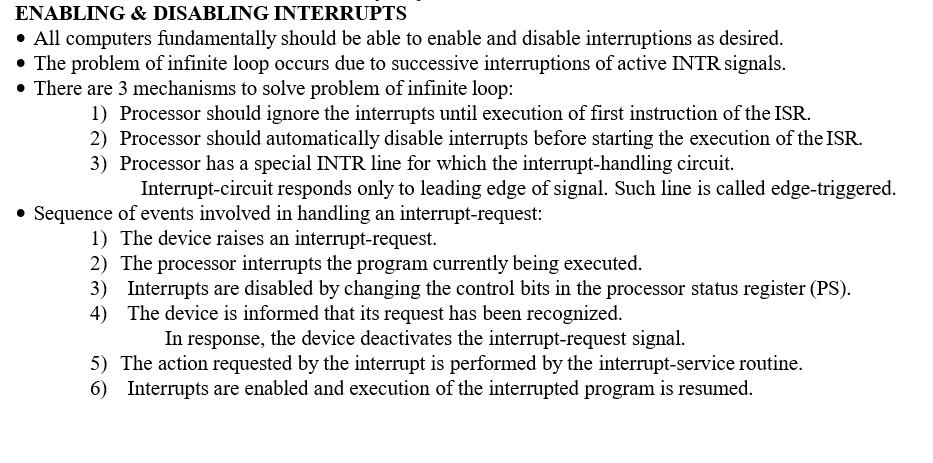 ENABLING & DISABLING INTERRUPTS
• All computers fundamentally should be able to enable and disable interruptions as desired.
• The problem of infinite loop occurs due to successive interruptions of active INTR signals.
• There are 3 mechanisms to solve problem of infinite loop:
1) Processor should ignore the interrupts until execution of first instruction of the ISR.
2) Processor should automatically disable interrupts before starting the execution of the ISR.
3) Processor has a special INTR line for which the interrupt-handling circuit.
Interrupt-circuit responds only to leading edge of signal. Such line is called edge-triggered.
• Sequence of events involved in handling an interrupt-request:
1) The device raises an interrupt-request.
2) The processor interrupts the program currently being executed.
3) Interrupts are disabled by changing the control bits in the processor status register (PS).
4) The device is informed that its request has been recognized.
In response, the device deactivates the interrupt-request signal.
5) The action requested by the interrupt is performed by the interrupt-service routine.
6) Interrupts are enabled and execution of the interrupted program is resumed.